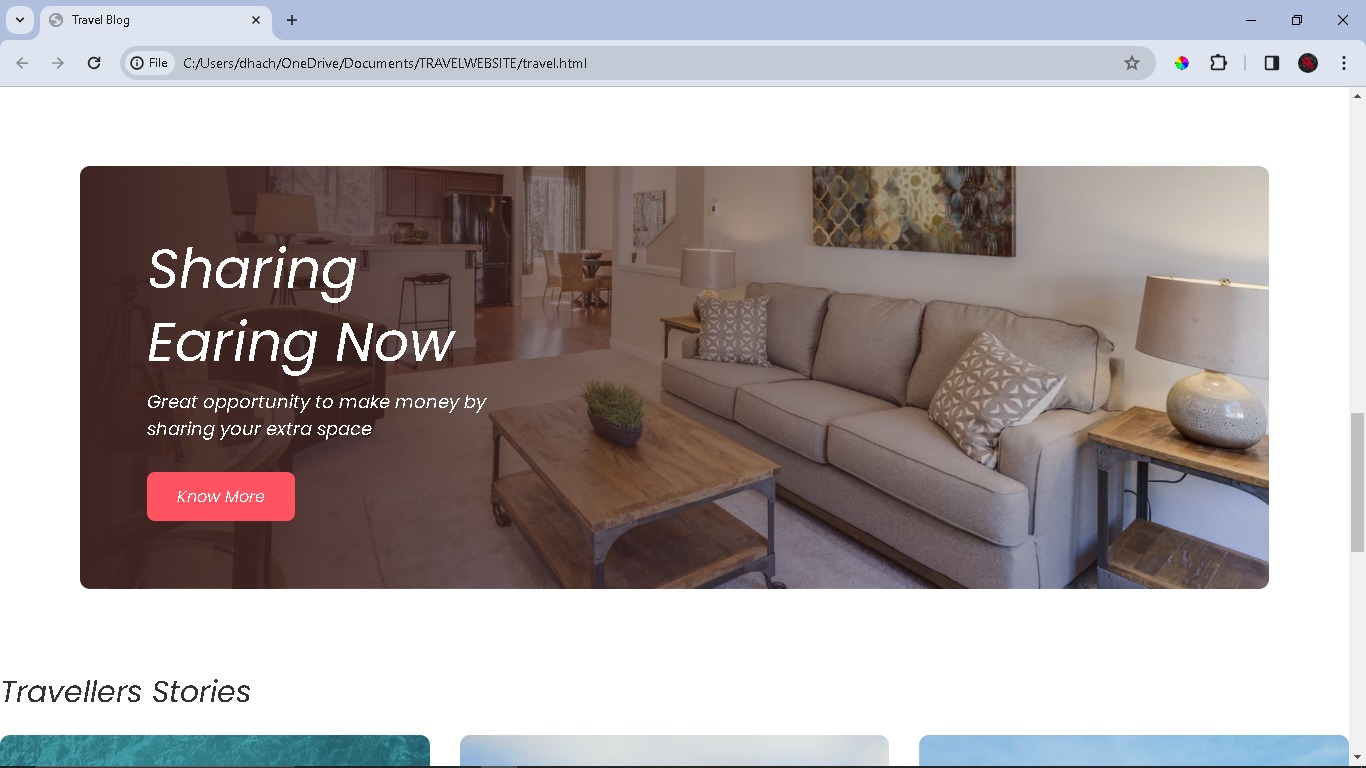 Travel Blog
File
C:/Users/dhach/OneDrive/Documents/TRAVELWEBSITE/travel.html
Sharing
Earing Now
Great opportunity to make money by
sharing your extra space
Know More
Travellers Stories